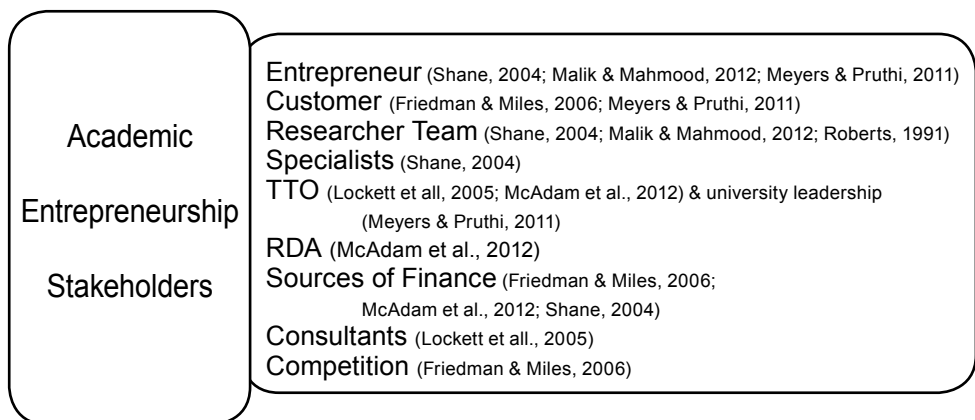 Academic
Entrepreneurship
Stakeholders
Entrepreneur (Shane, 2004; Malik & Mahmood, 2012; Meyers & Pruthi, 2011)
Customer (Friedman & Miles, 2006; Meyers & Pruthi, 2011)
Researcher Team (Shane, 2004; Malik & Mahmood, 2012; Roberts, 1991)
Specialists (Shane, 2004)
TTO (Lockett et all, 2005; McAdam et al., 2012) & university leadership
(Meyers & Pruthi, 2011)
RDA (McAdam et al., 2012)
Sources of Finance (Friedman & Miles, 2006;
McAdam et al., 2012; Shane, 2004)
Consultants (Lockett et all., 2005)
Competition (Friedman & Miles, 2006)